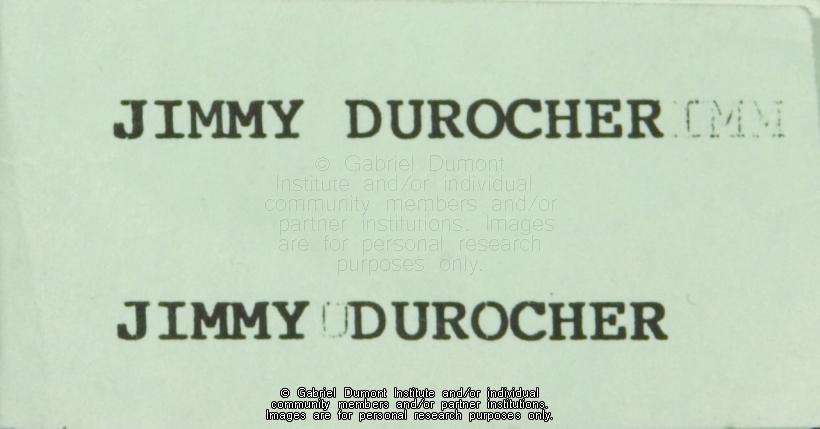 JIMMY DUROCHER IMM
© Gabriel Dumont
Institute and/or individual
community members and/or
partner institutions. Images
are for personal research
purposes only.
JIMMY UDUROCHER
© Gabriel Dumont Institute and/or individual
community members and/or partner institutions.
Images are for personal research purposes only.